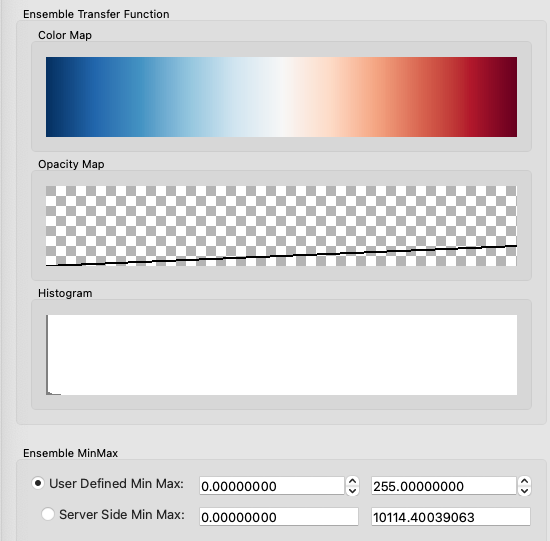 Ensemble Transfer Function
Color Map
Opacity Map
Histogram
Ensemble MinMax
User Defined Min Max: 0.00000000 255.00000000
Server Side Min Max: 0.00000000 10114.40039063